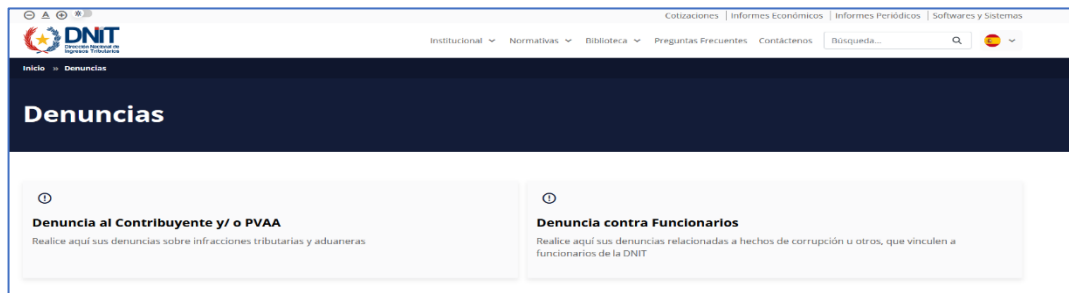 Cotizaciones | Informes Económicos | Informes Periódicos | Softwares y Sistemas
DNIT
Dirección Nacional de
Ingresos Tributarios
Institucional Normativas Biblioteca Preguntas Frecuentes Contáctenos Búsqueda...
Inicio » Denuncias
Denuncias
Denuncia al Contribuyente y/ o PVAA
Realice aquí sus denuncias sobre infracciones tributarias y aduaneras
Denuncia contra Funcionarios
Realice aquí sus denuncias relacionadas a hechos de corrupción u otros, que vinculen a
funcionarios de la DNIT